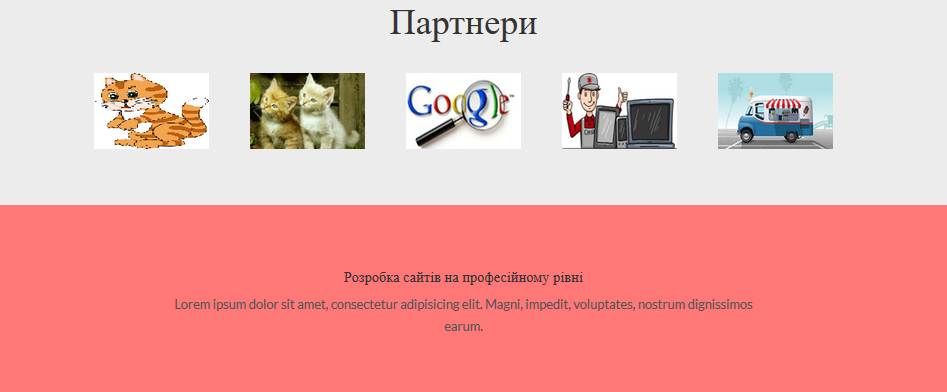 Партнери
Google™
Розробка сайтів на професійному рівні
Lorem ipsum dolor sit amet, consectetur adipisicing elit. Magni, impedit, voluptates, nostrum dignissimos
earum.